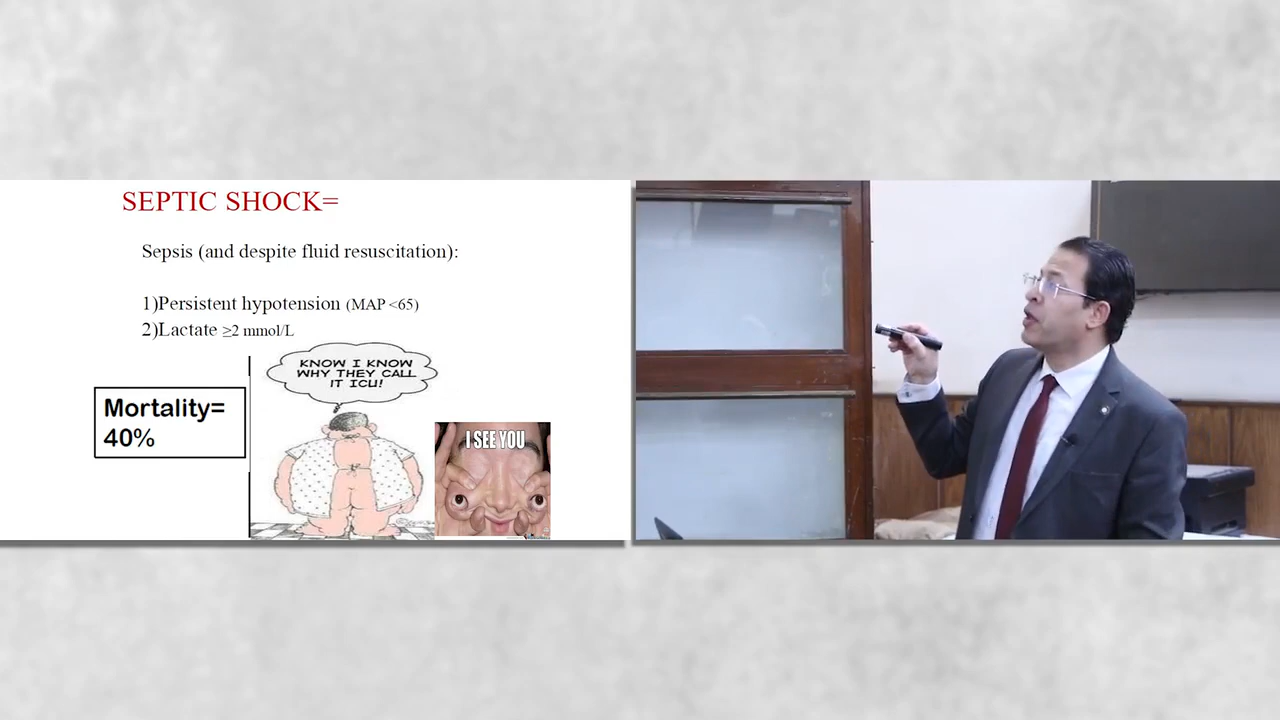 SEPTIC SHOCK=
Sepsis (and despite fluid resuscitation):
1)Persistent hypotension (MAP <65)
2)Lactate ≥2 mmol/L
KNOW I KNOW
WHY THEY CALL
IT ICU!
Mortality=
40%
I SEE YOU